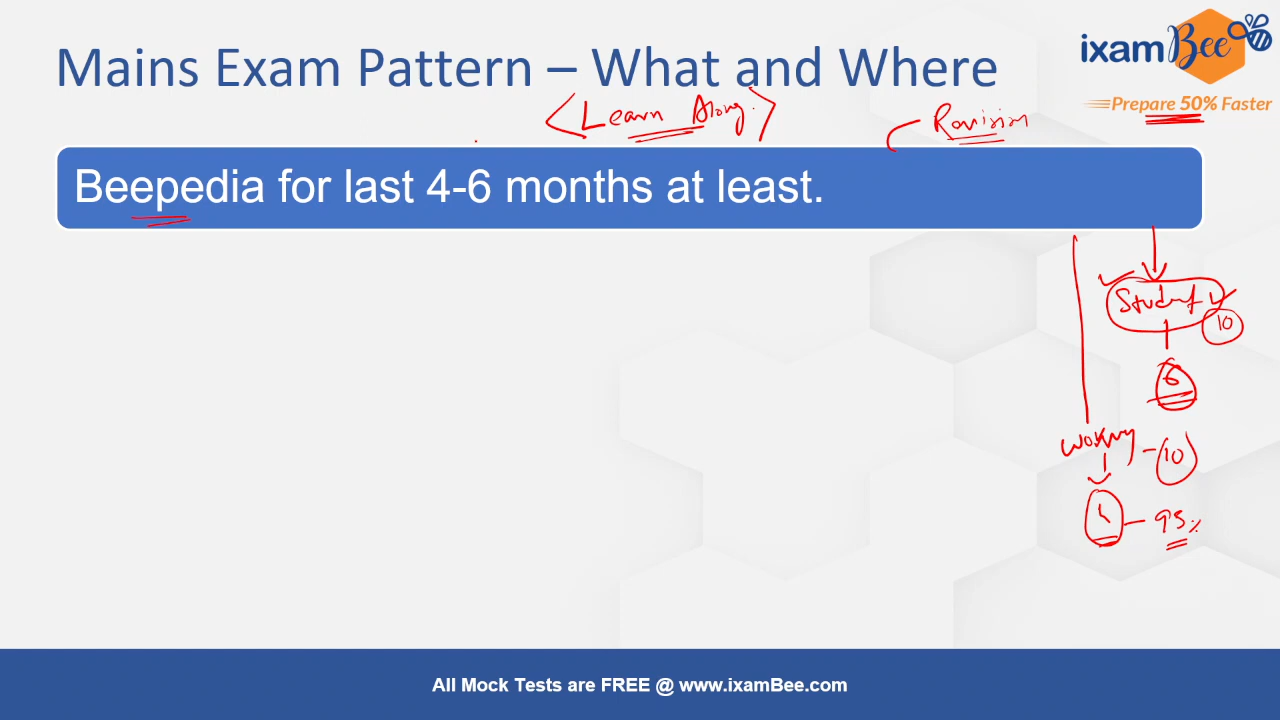 Mains Exam Pattern – What and Where
ixamBee
Prepare 50% Faster
<Learn Along>
Revision
Beepedia for last 4-6 months at least.
Student
10
6
working - 10
- 95%
All Mock Tests are FREE @ www.ixamBee.com